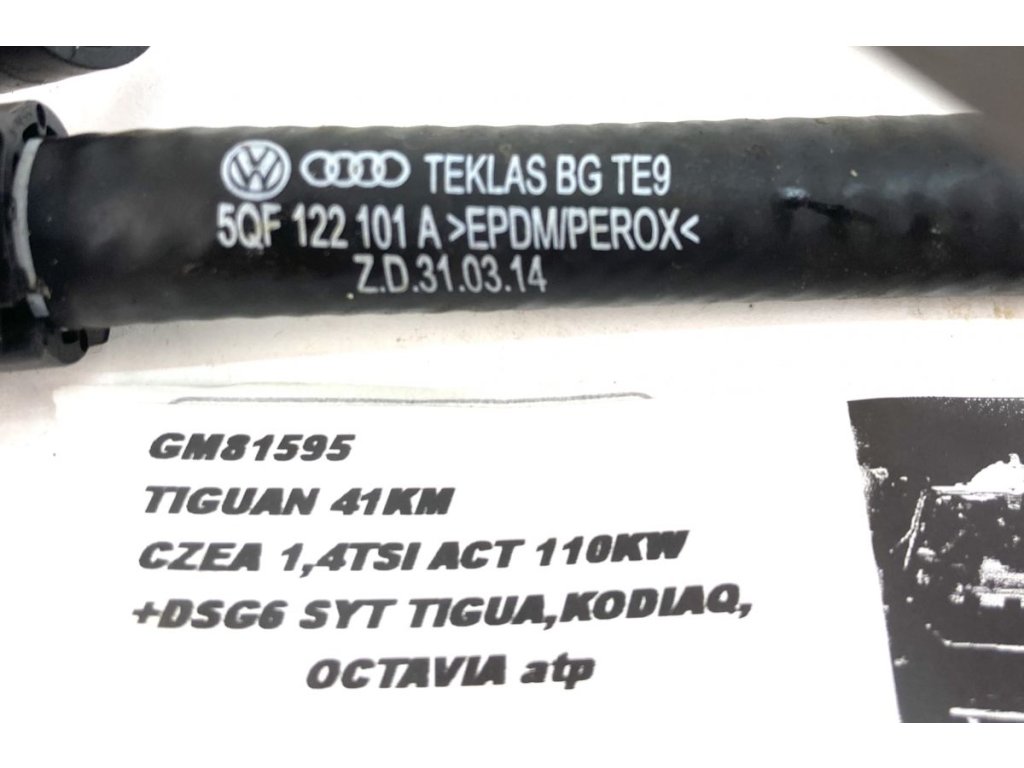 TEKLAS BG TE9
5QF 122 101 A >EPDM/PEROX<
Z.D.31.03.14
GM81595
TIGUAN 41KM
CZEA 1,4TSI ACT 110KW
+DSG6 SYT TIGUA,KODIAQ,
OCTAVIA atp